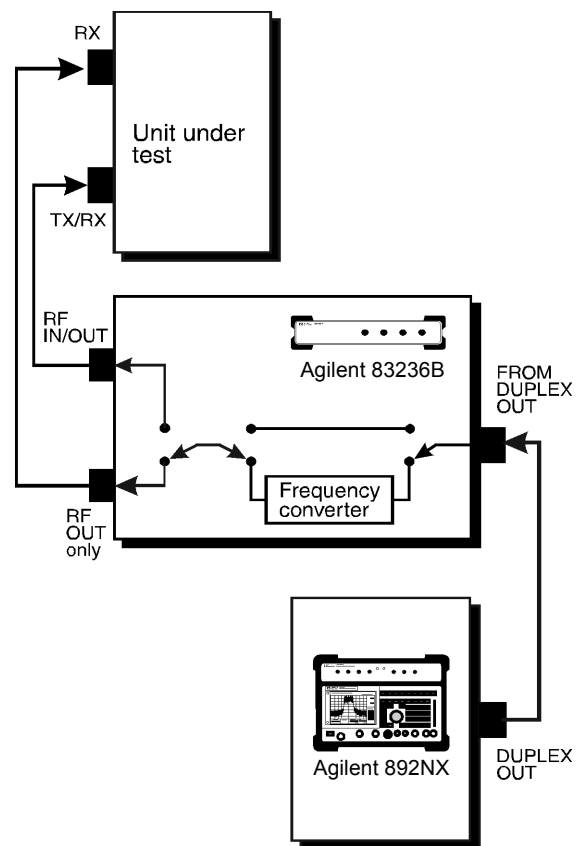 RX
Unit under
test
TX/RX
RF
IN/OUT
Agilent 83236B
FROM
DUPLEX
OUT
Frequency
converter
RF
OUT
only
Agilent 892NX
DUPLEX
OUT